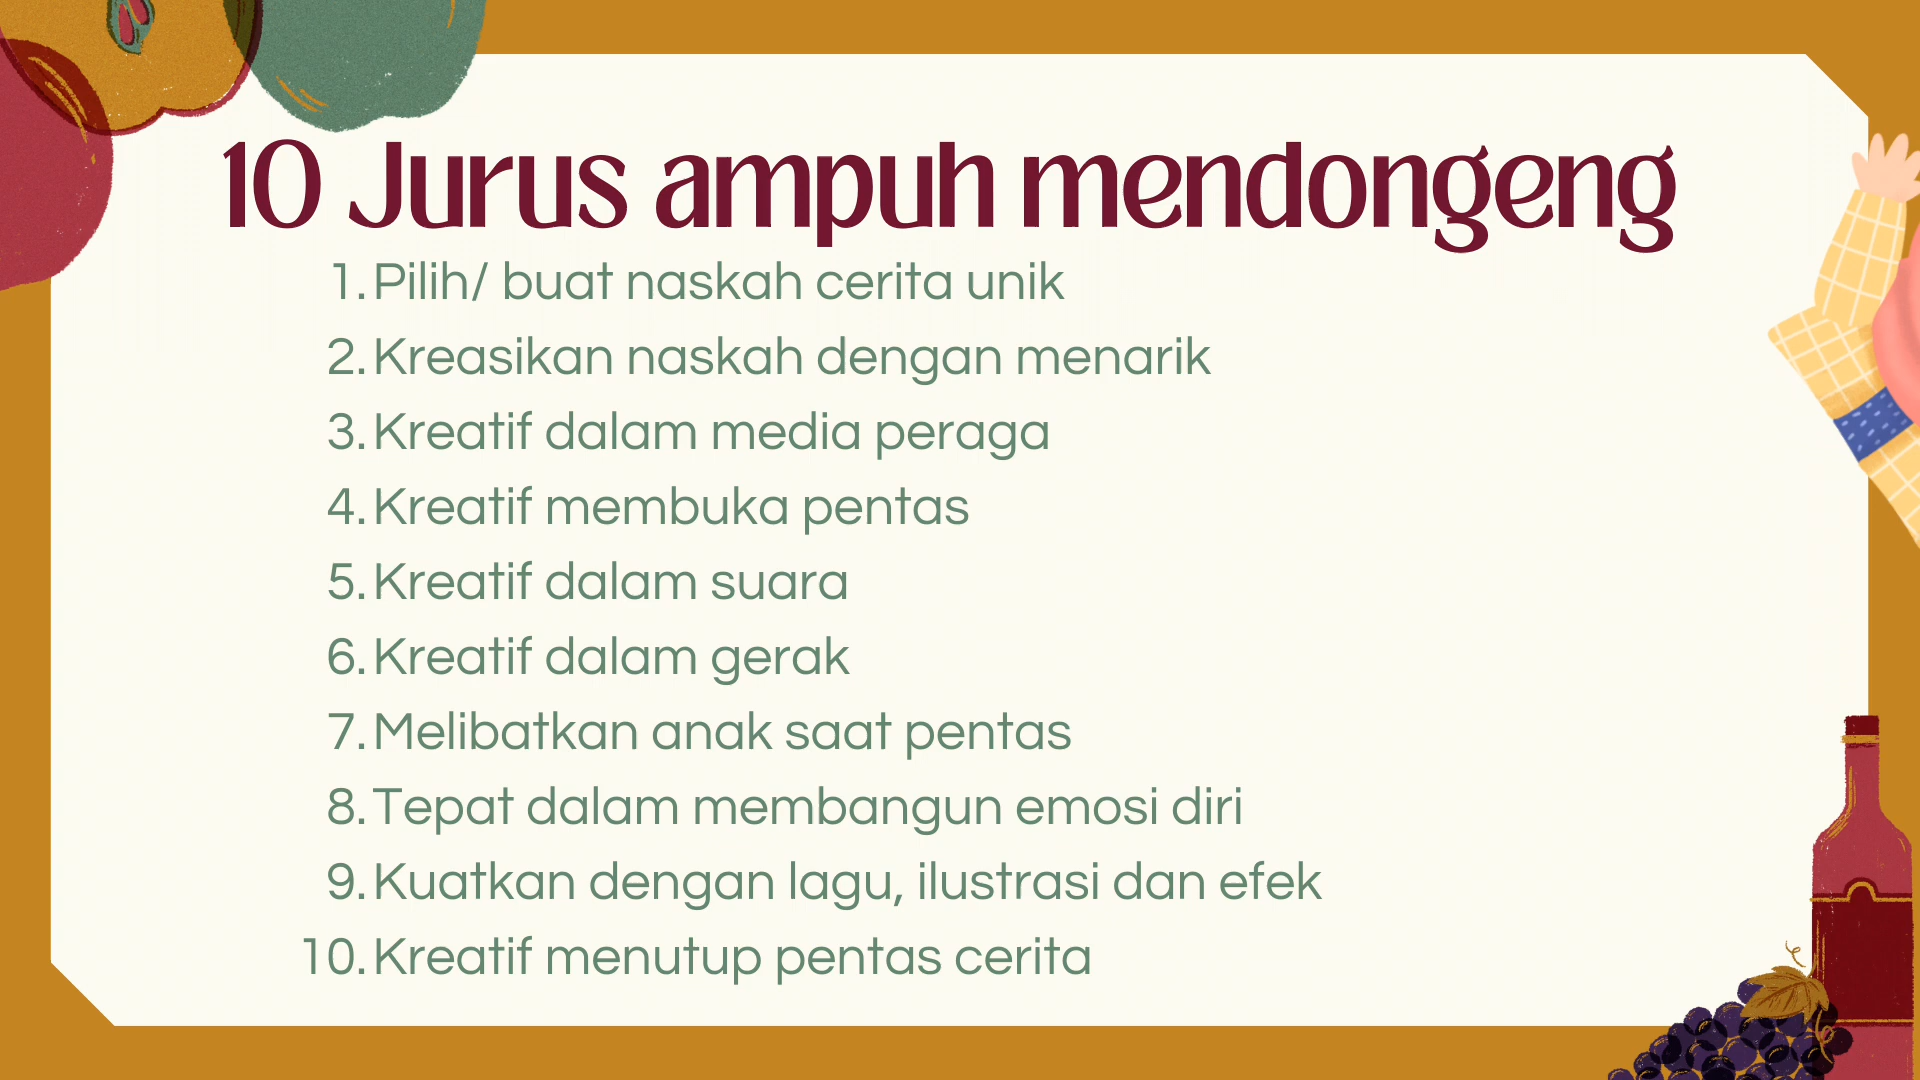 10 Jurus ampuh mendongeng
1. Pilih/ buat naskah cerita unik
2. Kreasikan naskah dengan menarik
3. Kreatif dalam media peraga
4. Kreatif membuka pentas
5. Kreatif dalam suara
6. Kreatif dalam gerak
7. Melibatkan anak saat pentas
8. Tepat dalam membangun emosi diri
9. Kuatkan dengan lagu, ilustrasi dan efek
10. Kreatif menutup pentas cerita